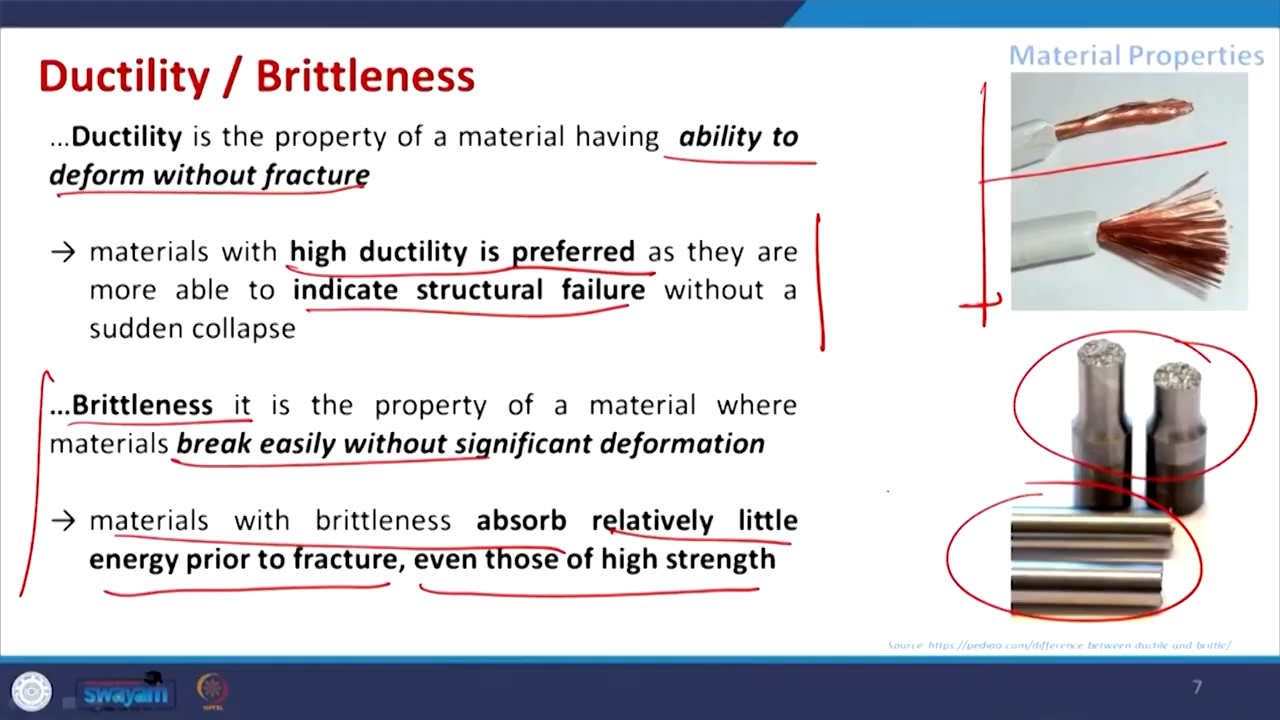 Ductility / Brittleness
Material Properties
...Ductility is the property of a material having ability to
deform without fracture
→ materials with high ductility is preferred as they are
more able to indicate structural failure without a
sudden collapse
...Brittleness it is the property of a material where
materials break easily without significant deformation
→ materials with brittleness absorb relatively little
energy prior to fracture, even those of high strength
Source: https://pediaa.com/difference between ductile and brittle/
swayam
NPTEL
7